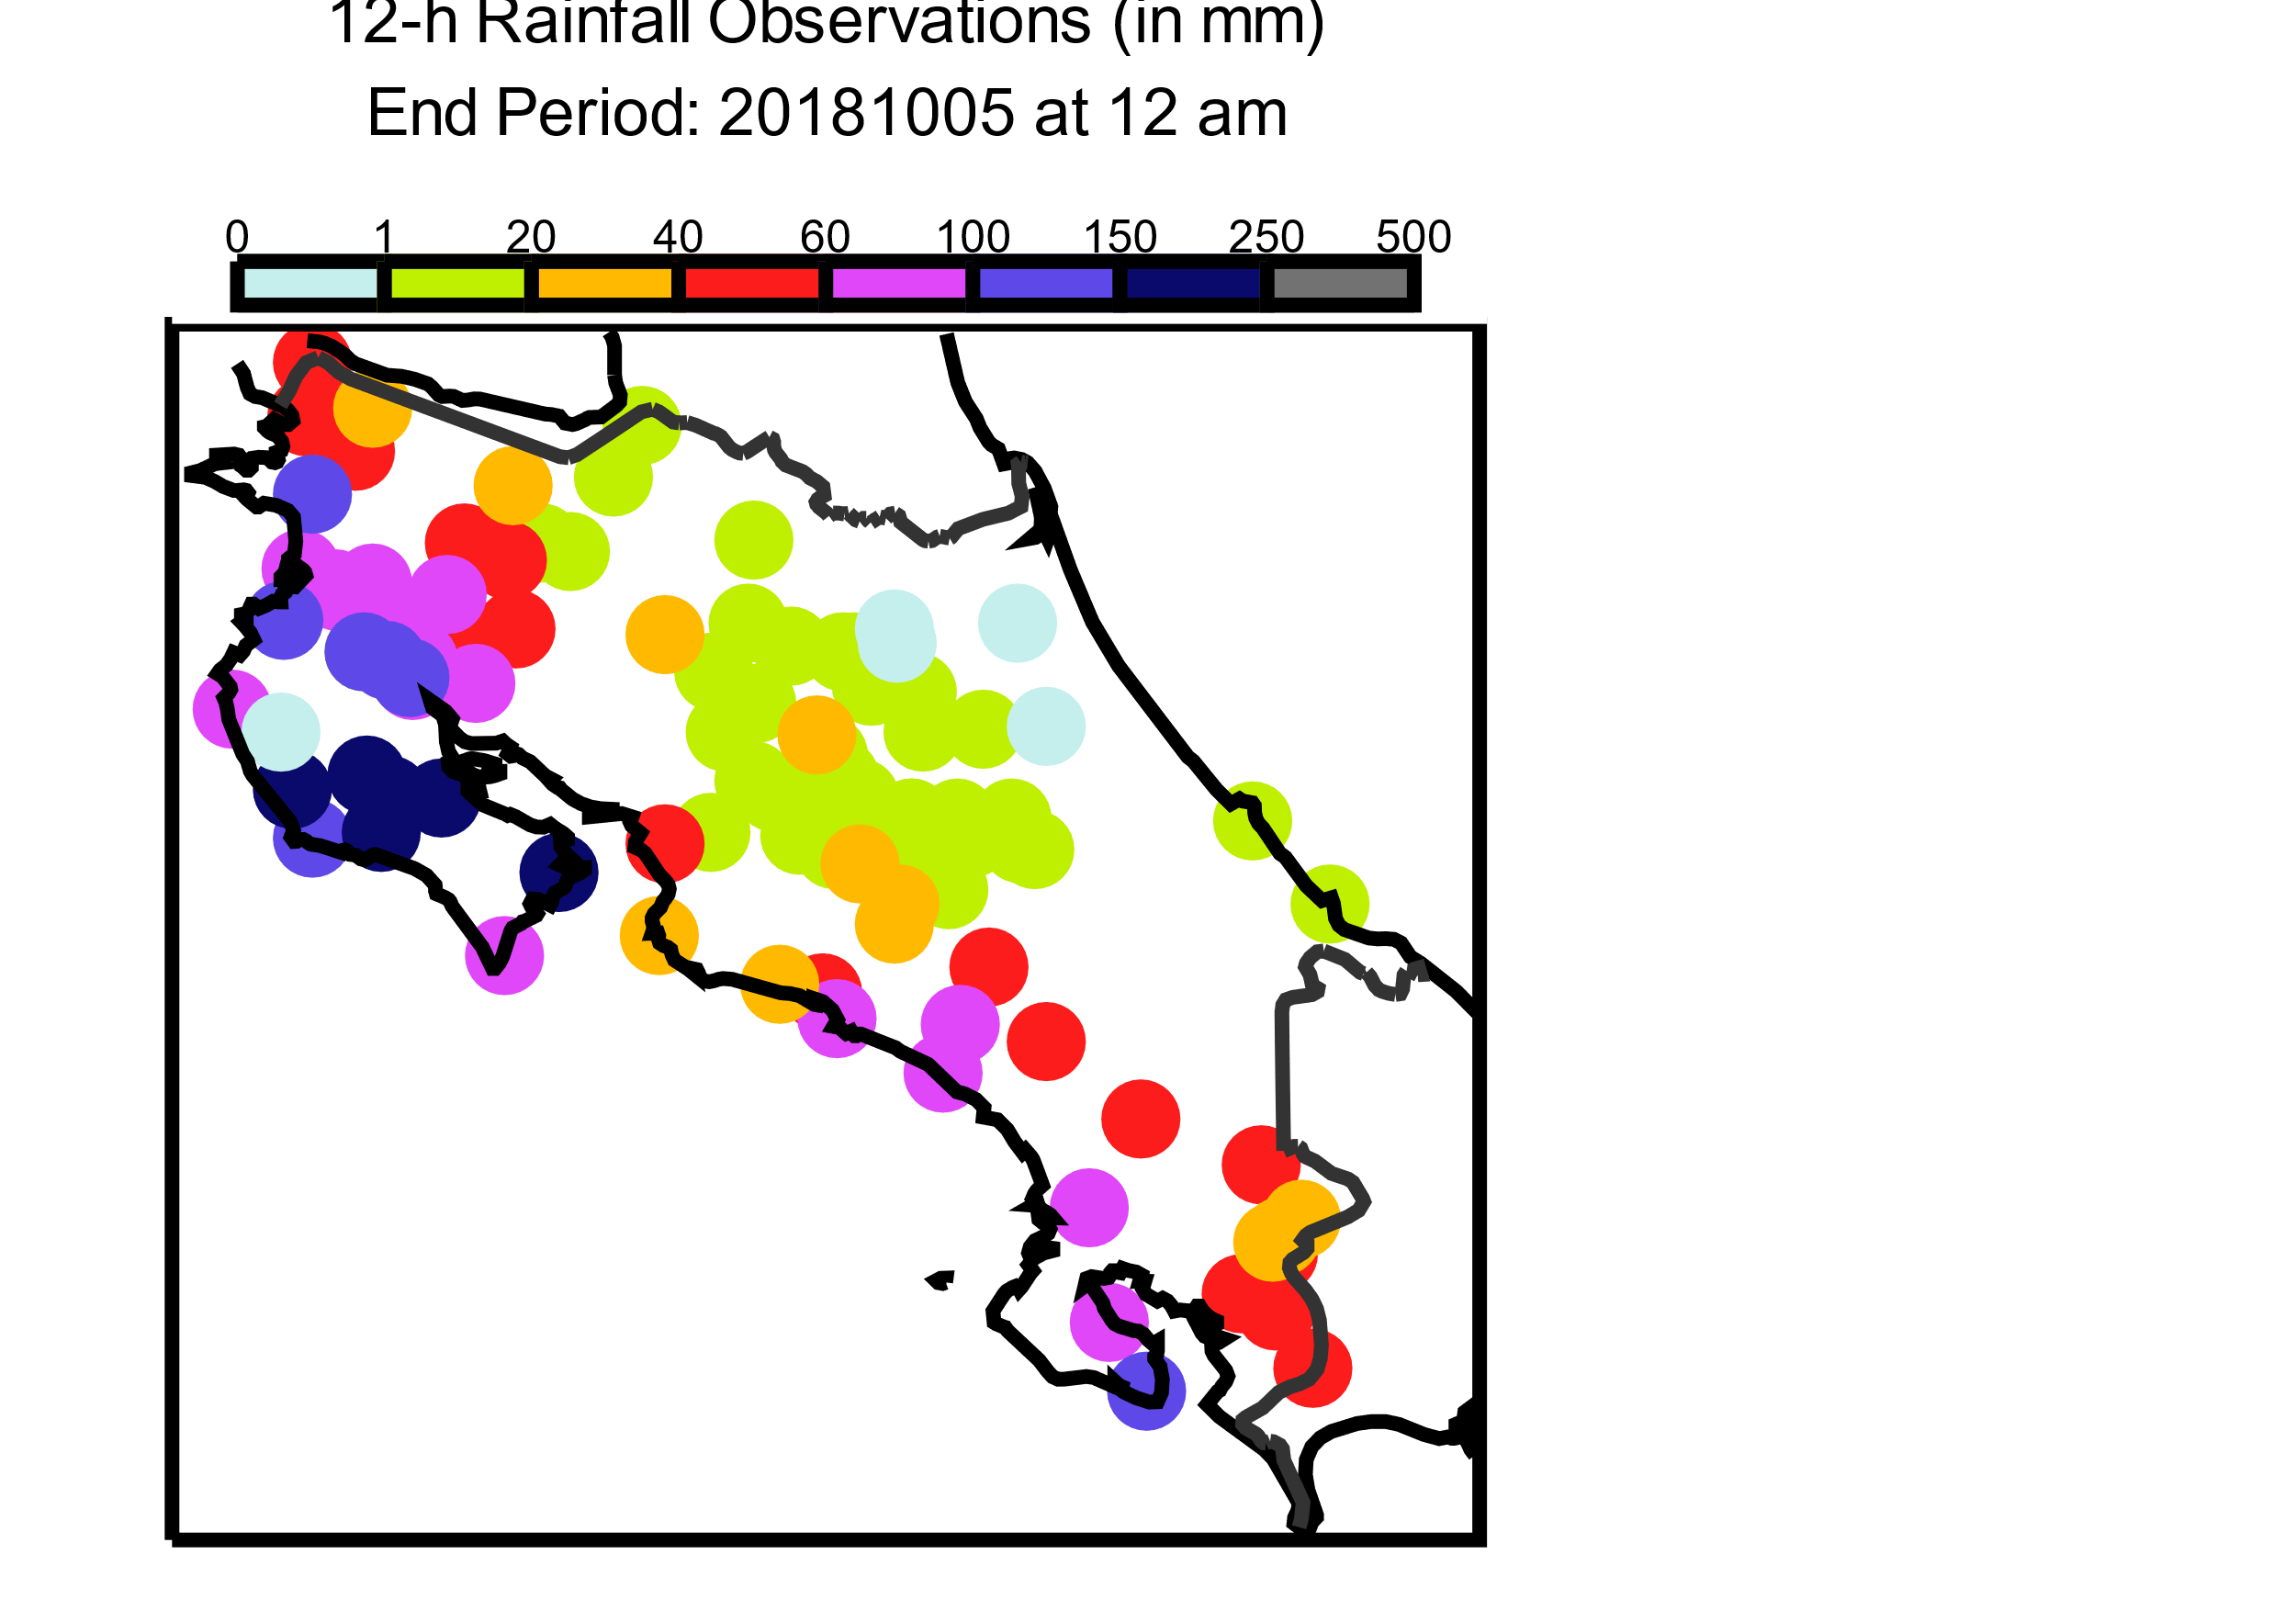 12-h Rainfall Observations (in mm)
End Period: 20181005 at 12 am
0 1 20 40 60 100 150 250 500